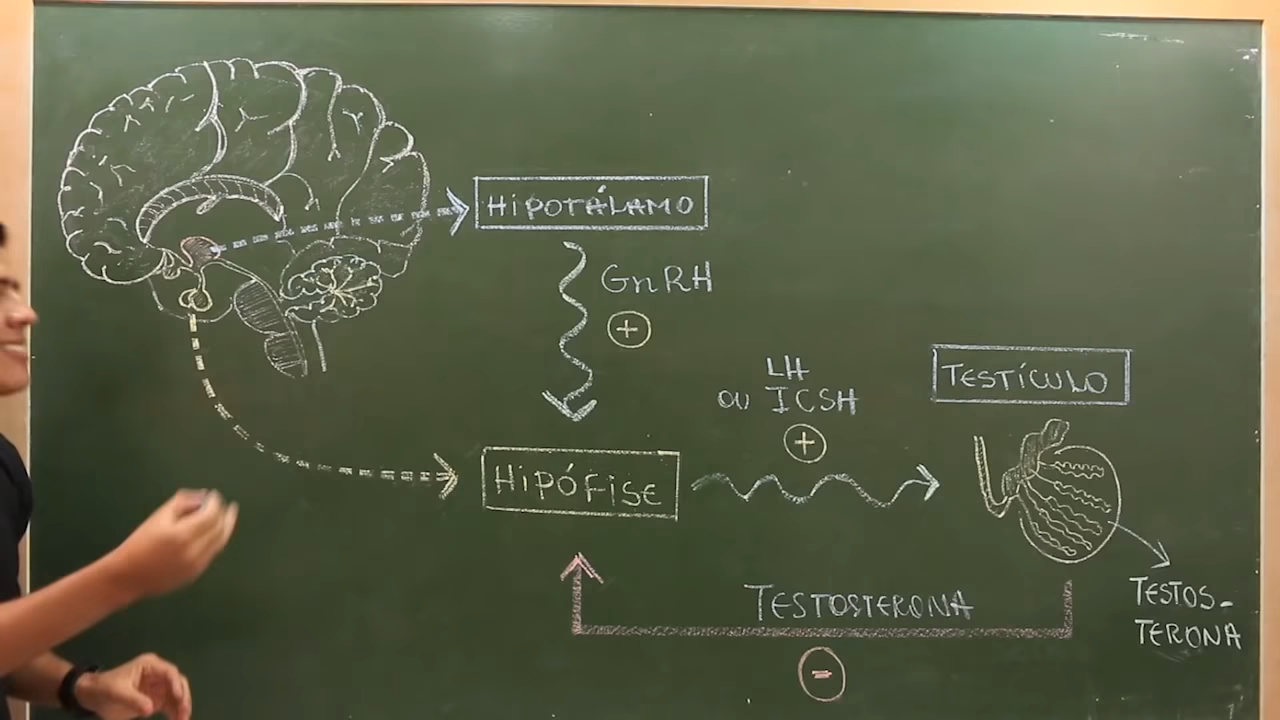 HIPOTÁLAMO
GnRH
+
LH
ou ICSH
+
TESTÍCULO
HIPÓFISE
TESTOSTERONA
-
TESTOS-
TERONA